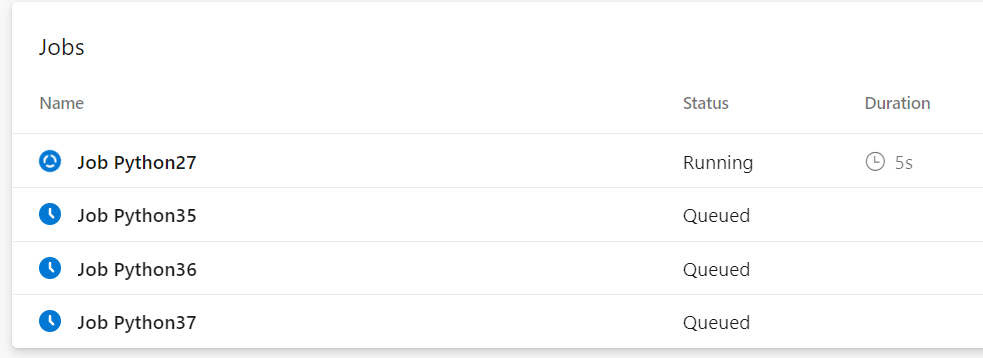 Jobs
Name Status Duration
Job Python27 Running 5s
Job Python35 Queued
Job Python36 Queued
Job Python37 Queued